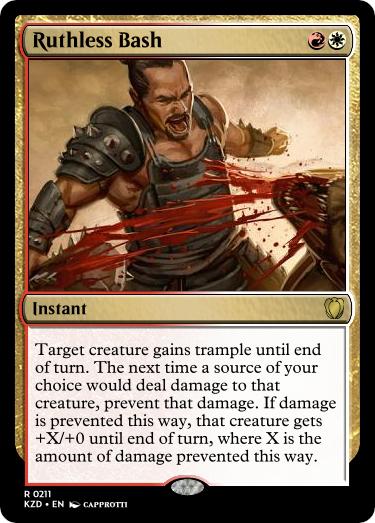 Ruthless Bash
Instant
Target creature gains trample until end
of turn. The next time a source of your
choice would deal damage to that
creature, prevent that damage. If damage
is prevented this way, that creature gets
+X/+0 until end of turn, where X is the
amount of damage prevented this way.
R 0211
KZD • EN CAPPROTTI